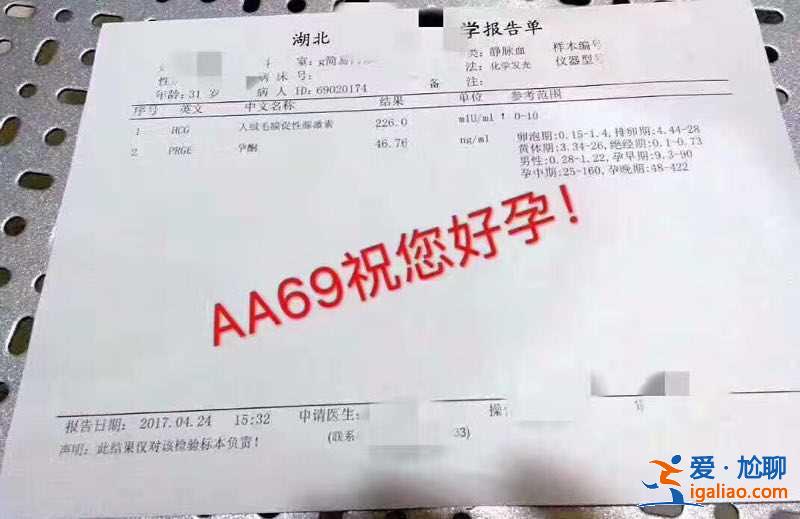 湖北 学报告单
室: 类: 静脉血 样本编号
性 病床号: 法: 化学发光 仪器型号
年龄: 31 岁 病人 ID: 69020174 备 注:
序号 英文 中文名称 结果 单位 参考范围
1 HCG 人绒毛膜促性腺激素 226.0 mIU/ml ↑ 0-10
2 PRGE 孕酮 46.76 ng/ml 卵泡期:0.15-1.4, 排卵期:4.44-28
黄体期:3.34-26, 绝经期:0.1-0.73
男性:0.28-1.22, 孕早期:9.3-90
孕中期:25-160, 孕晚期:48-422
AA69祝您好孕!
报告日期: 2017.04.24 15:32 申请医生: 操
声明: 此结果仅对该检验标本负责! (联系 33)
爱·尬聊
igaliao.com